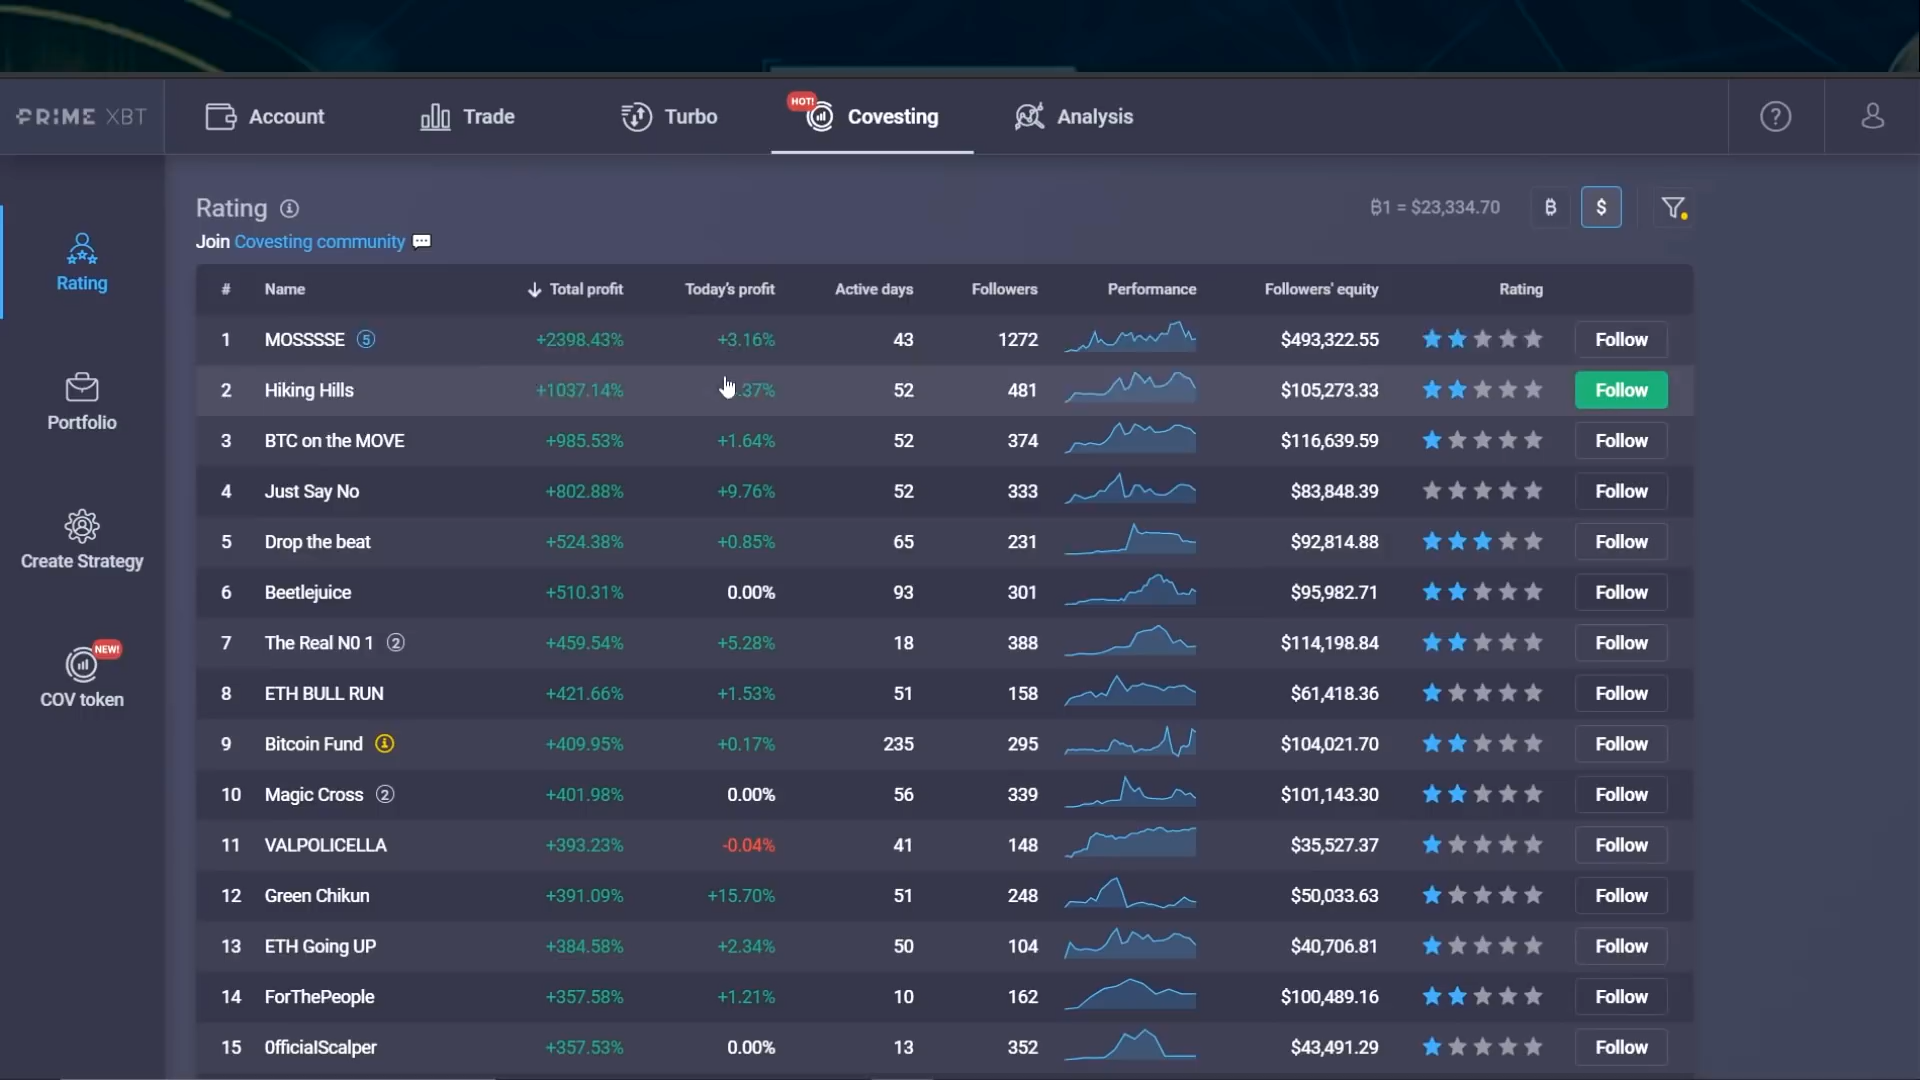 PRIME XBT
Account
Trade
Turbo
HOT!
Covesting
Analysis
?
Rating
Portfolio
Create Strategy
NEW!
COV token
Rating
₿1 = $23,334.70
₿
$
Join Covesting community
# Name Total profit Today's profit Active days Followers Performance Followers' equity Rating
1 MOSSSSE 5 +2398.43% +3.16% 43 1272 $493,322.55 Follow
2 Hiking Hills +1037.14% .37% 52 481 $105,273.33 Follow
3 BTC on the MOVE +985.53% +1.64% 52 374 $116,639.59 Follow
4 Just Say No +802.88% +9.76% 52 333 $83,848.39 Follow
5 Drop the beat +524.38% +0.85% 65 231 $92,814.88 Follow
6 Beetlejuice +510.31% 0.00% 93 301 $95,982.71 Follow
7 The Real N0 1 2 +459.54% +5.28% 18 388 $114,198.84 Follow
8 ETH BULL RUN +421.66% +1.53% 51 158 $61,418.36 Follow
9 Bitcoin Fund +409.95% +0.17% 235 295 $104,021.70 Follow
10 Magic Cross 2 +401.98% 0.00% 56 339 $101,143.30 Follow
11 VALPOLICELLA +393.23% -0.04% 41 148 $35,527.37 Follow
12 Green Chikun +391.09% +15.70% 51 248 $50,033.63 Follow
13 ETH Going UP +384.58% +2.34% 50 104 $40,706.81 Follow
14 ForThePeople +357.58% +1.21% 10 162 $100,489.16 Follow
15 0fficialScalper +357.53% 0.00% 13 352 $43,491.29 Follow